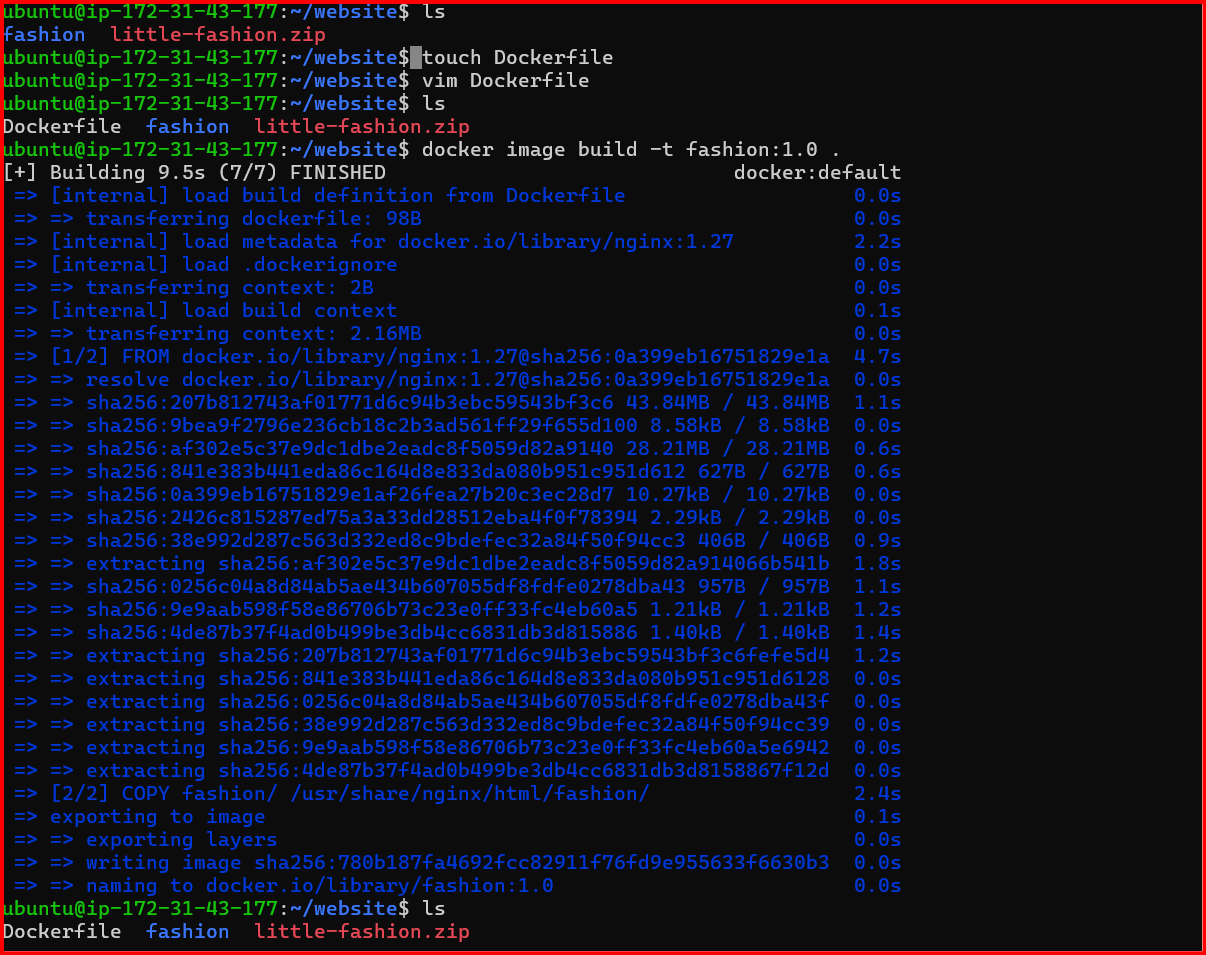 ubuntu@ip-172-31-43-177:~/website$ ls
fashion  little-fashion.zip
ubuntu@ip-172-31-43-177:~/website$ touch Dockerfile
ubuntu@ip-172-31-43-177:~/website$ vim Dockerfile
ubuntu@ip-172-31-43-177:~/website$ ls
Dockerfile  fashion  little-fashion.zip
ubuntu@ip-172-31-43-177:~/website$ docker image build -t fashion:1.0 .
[+] Building 9.5s (7/7) FINISHED docker:default
=> [internal] load build definition from Dockerfile 0.0s
=> => transferring dockerfile: 98B 0.0s
=> [internal] load metadata for docker.io/library/nginx:1.27 2.2s
=> [internal] load .dockerignore 0.0s
=> => transferring context: 2B 0.0s
=> [internal] load build context 0.1s
=> => transferring context: 2.16MB 0.0s
=> [1/2] FROM docker.io/library/nginx:1.27@sha256:0a399eb16751829e1a 4.7s
=> => resolve docker.io/library/nginx:1.27@sha256:0a399eb16751829e1a 0.0s
=> => sha256:207b812743af01771d6c94b3ebc59543bf3c6 43.84MB / 43.84MB 1.1s
=> => sha256:9bea9f2796e236cb18c2b3ad561ff29f655d100 8.58kB / 8.58kB 0.0s
=> => sha256:af302e5c37e9dc1dbe2eadc8f5059d82a9140 28.21MB / 28.21MB 0.6s
=> => sha256:841e383b441eda86c164d8e833da080b951c951d612 627B / 627B 0.6s
=> => sha256:0a399eb16751829e1af26fea27b20c3ec28d7 10.27kB / 10.27kB 0.0s
=> => sha256:2426c815287ed75a3a33dd28512eba4f0f78394 2.29kB / 2.29kB 0.0s
=> => sha256:38e992d287c563d332ed8c9bdefec32a84f50f94cc3 406B / 406B 0.9s
=> => extracting sha256:af302e5c37e9dc1dbe2eadc8f5059d82a914066b541b 1.8s
=> => sha256:0256c04a8d84ab5ae434b607055df8fdfe0278dba43 957B / 957B 1.1s
=> => sha256:9e9aab598f58e86706b73c23e0ff33fc4eb60a5 1.21kB / 1.21kB 1.2s
=> => sha256:4de87b37f4ad0b499be3db4cc6831db3d815886 1.40kB / 1.40kB 1.4s
=> => extracting sha256:207b812743af01771d6c94b3ebc59543bf3c6fefe5d4 1.2s
=> => extracting sha256:841e383b441eda86c164d8e833da080b951c951d6128 0.0s
=> => extracting sha256:0256c04a8d84ab5ae434b607055df8fdfe0278dba43f 0.0s
=> => extracting sha256:38e992d287c563d332ed8c9bdefec32a84f50f94cc39 0.0s
=> => extracting sha256:9e9aab598f58e86706b73c23e0ff33fc4eb60a5e6942 0.0s
=> => extracting sha256:4de87b37f4ad0b499be3db4cc6831db3d8158867f12d 0.0s
=> [2/2] COPY fashion/ /usr/share/nginx/html/fashion/ 2.4s
=> exporting to image 0.1s
=> => exporting layers 0.0s
=> => writing image sha256:780b187fa4692fcc82911f76fd9e955633f6630b3 0.0s
=> => naming to docker.io/library/fashion:1.0 0.0s
ubuntu@ip-172-31-43-177:~/website$ ls
Dockerfile  fashion  little-fashion.zip